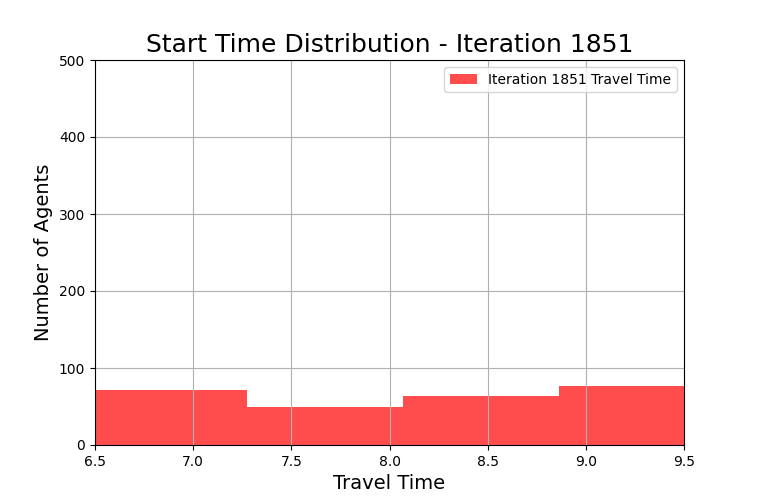 Start Time Distribution - Iteration 1851
Iteration 1851 Travel Time
Number of Agents
500
400
300
200
100
0
6.5 7.0 7.5 8.0 8.5 9.0 9.5
Travel Time